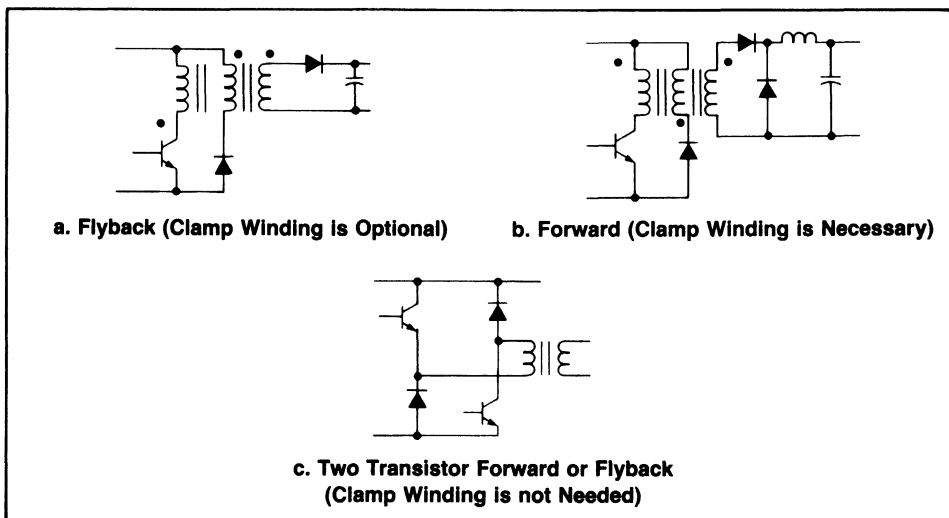 a. Flyback (Clamp Winding is Optional)
b. Forward (Clamp Winding is Necessary)
c. Two Transistor Forward or Flyback
(Clamp Winding is not Needed)